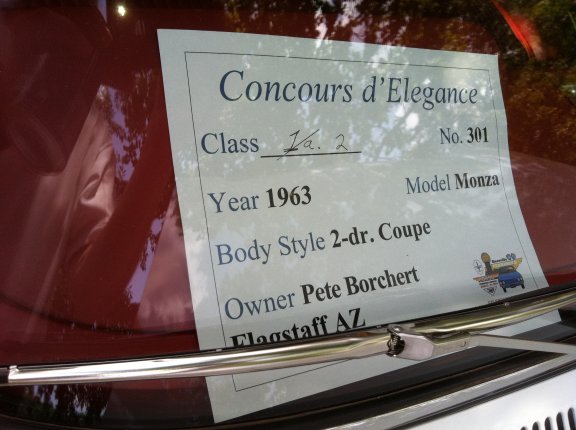 Concours d'Elegance
Class 1/a. 2 No. 301
Year 1963 Model Monza
Body Style 2-dr. Coupe
Owner Pete Borchert
Flagstaff AZ